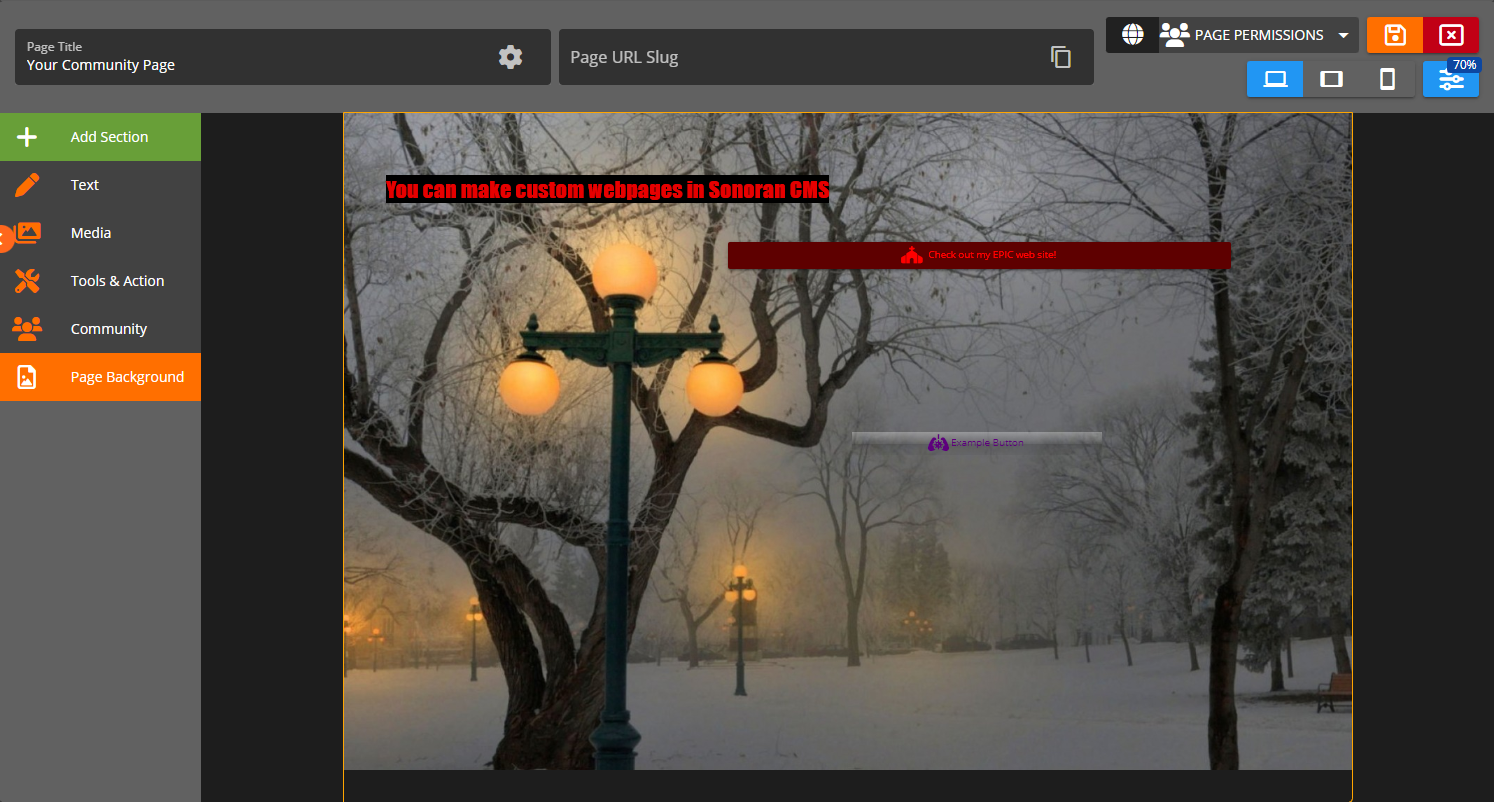 Page Title
Your Community Page
Page URL Slug
PAGE PERMISSIONS
70%
Add Section
Text
Media
Tools & Action
Community
Page Background
You can make custom webpages in Sonoran CMS
Check out my EPIC web site!
Example Button